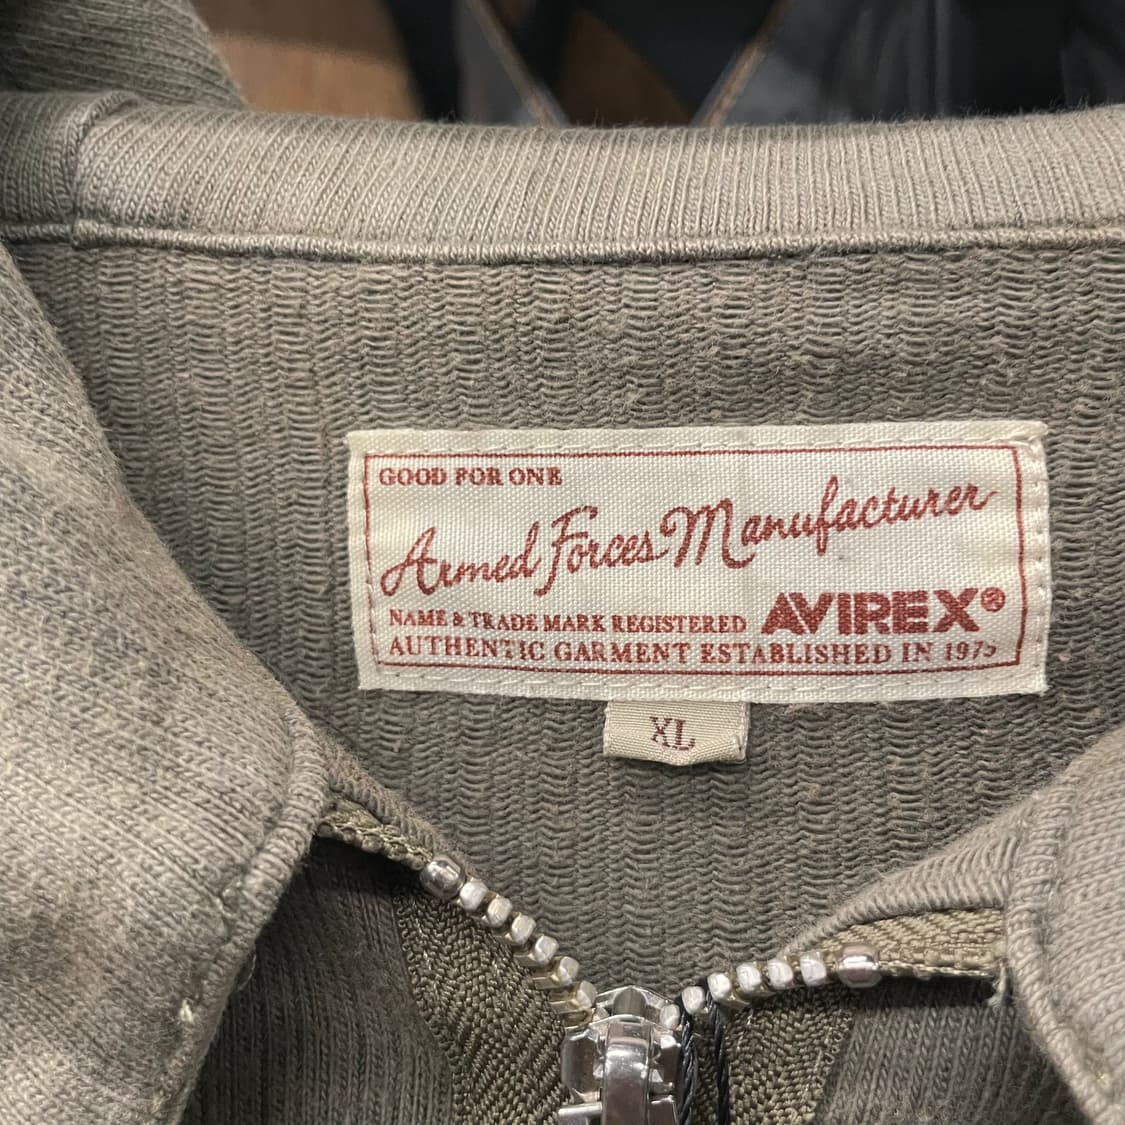 GOOD FOR ONE
Armed Forces Manufacturer
NAME & TRADE MARK REGISTERED AVIREX®
AUTHENTIC GARMENT ESTABLISHED IN 1975
XL